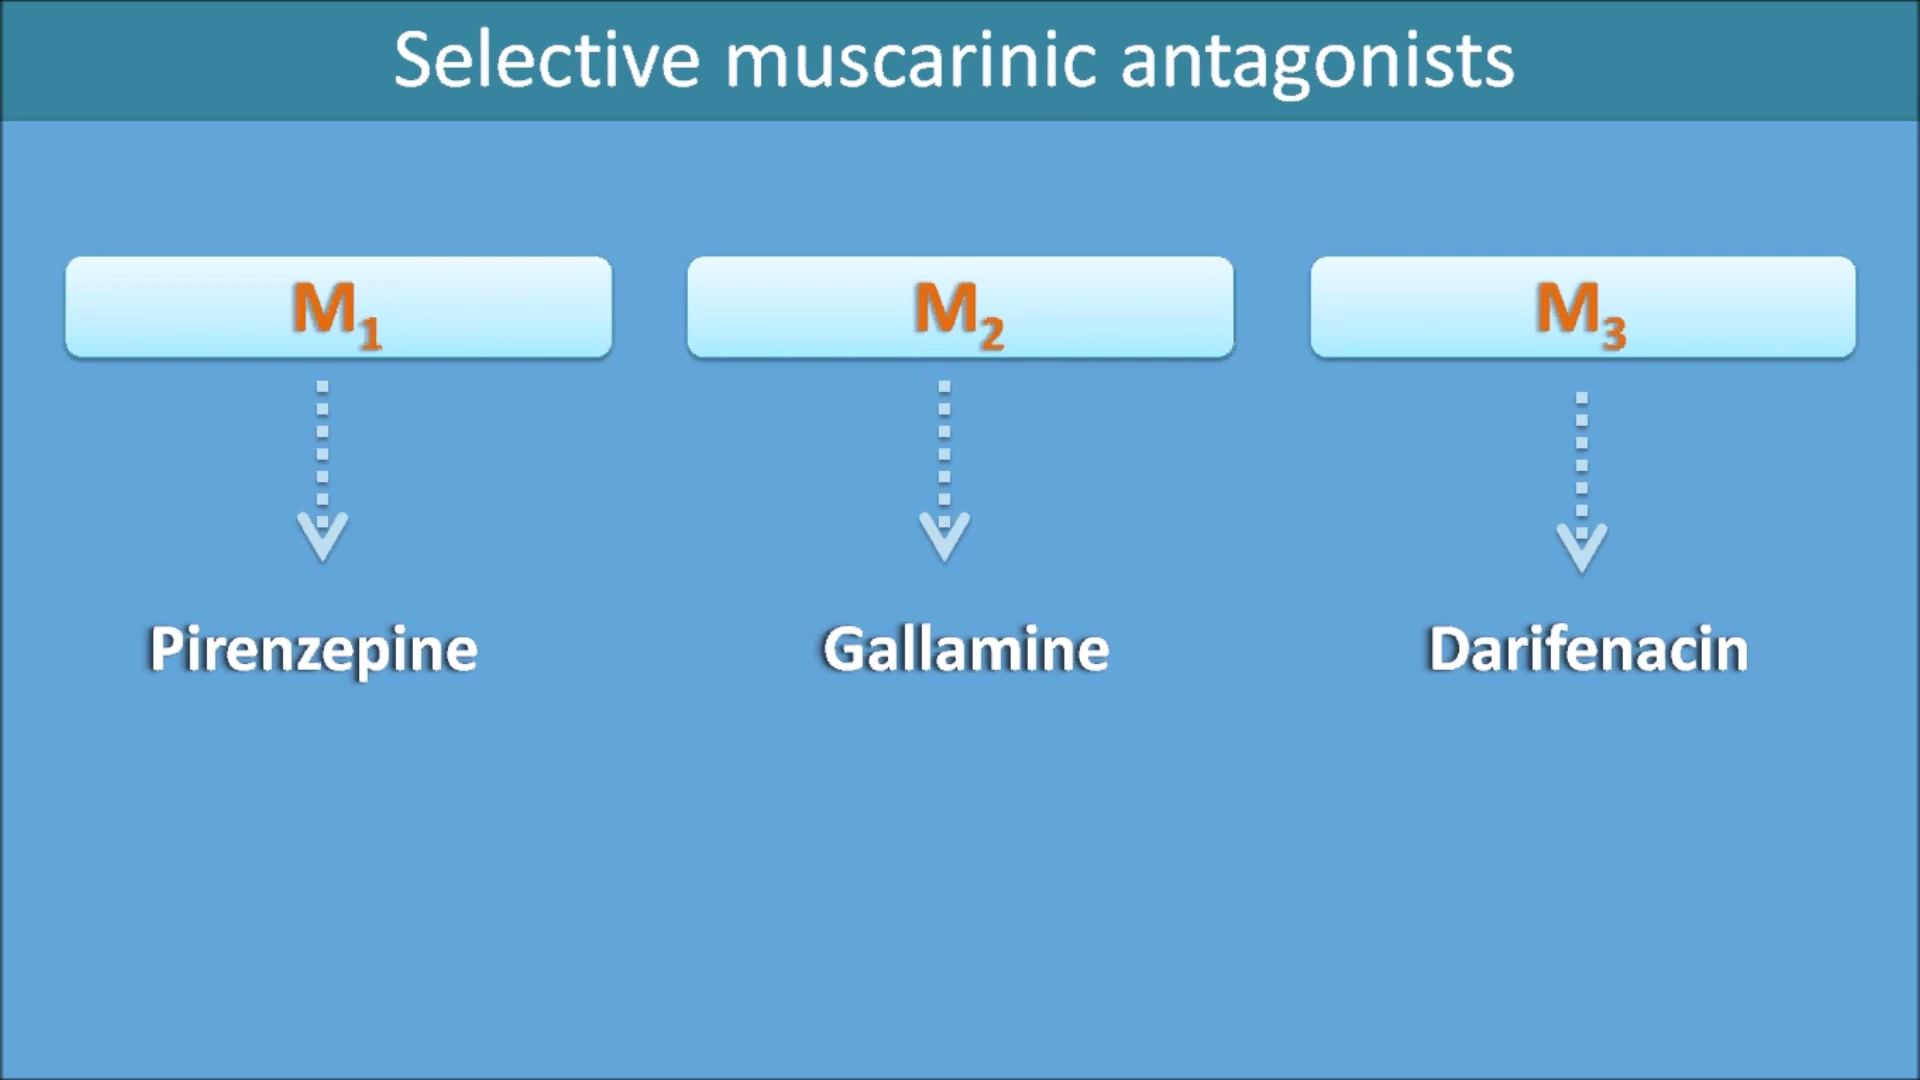 Selective muscarinic antagonists
M₁
M₂
M₃
Pirenzepine
Gallamine
Darifenacin